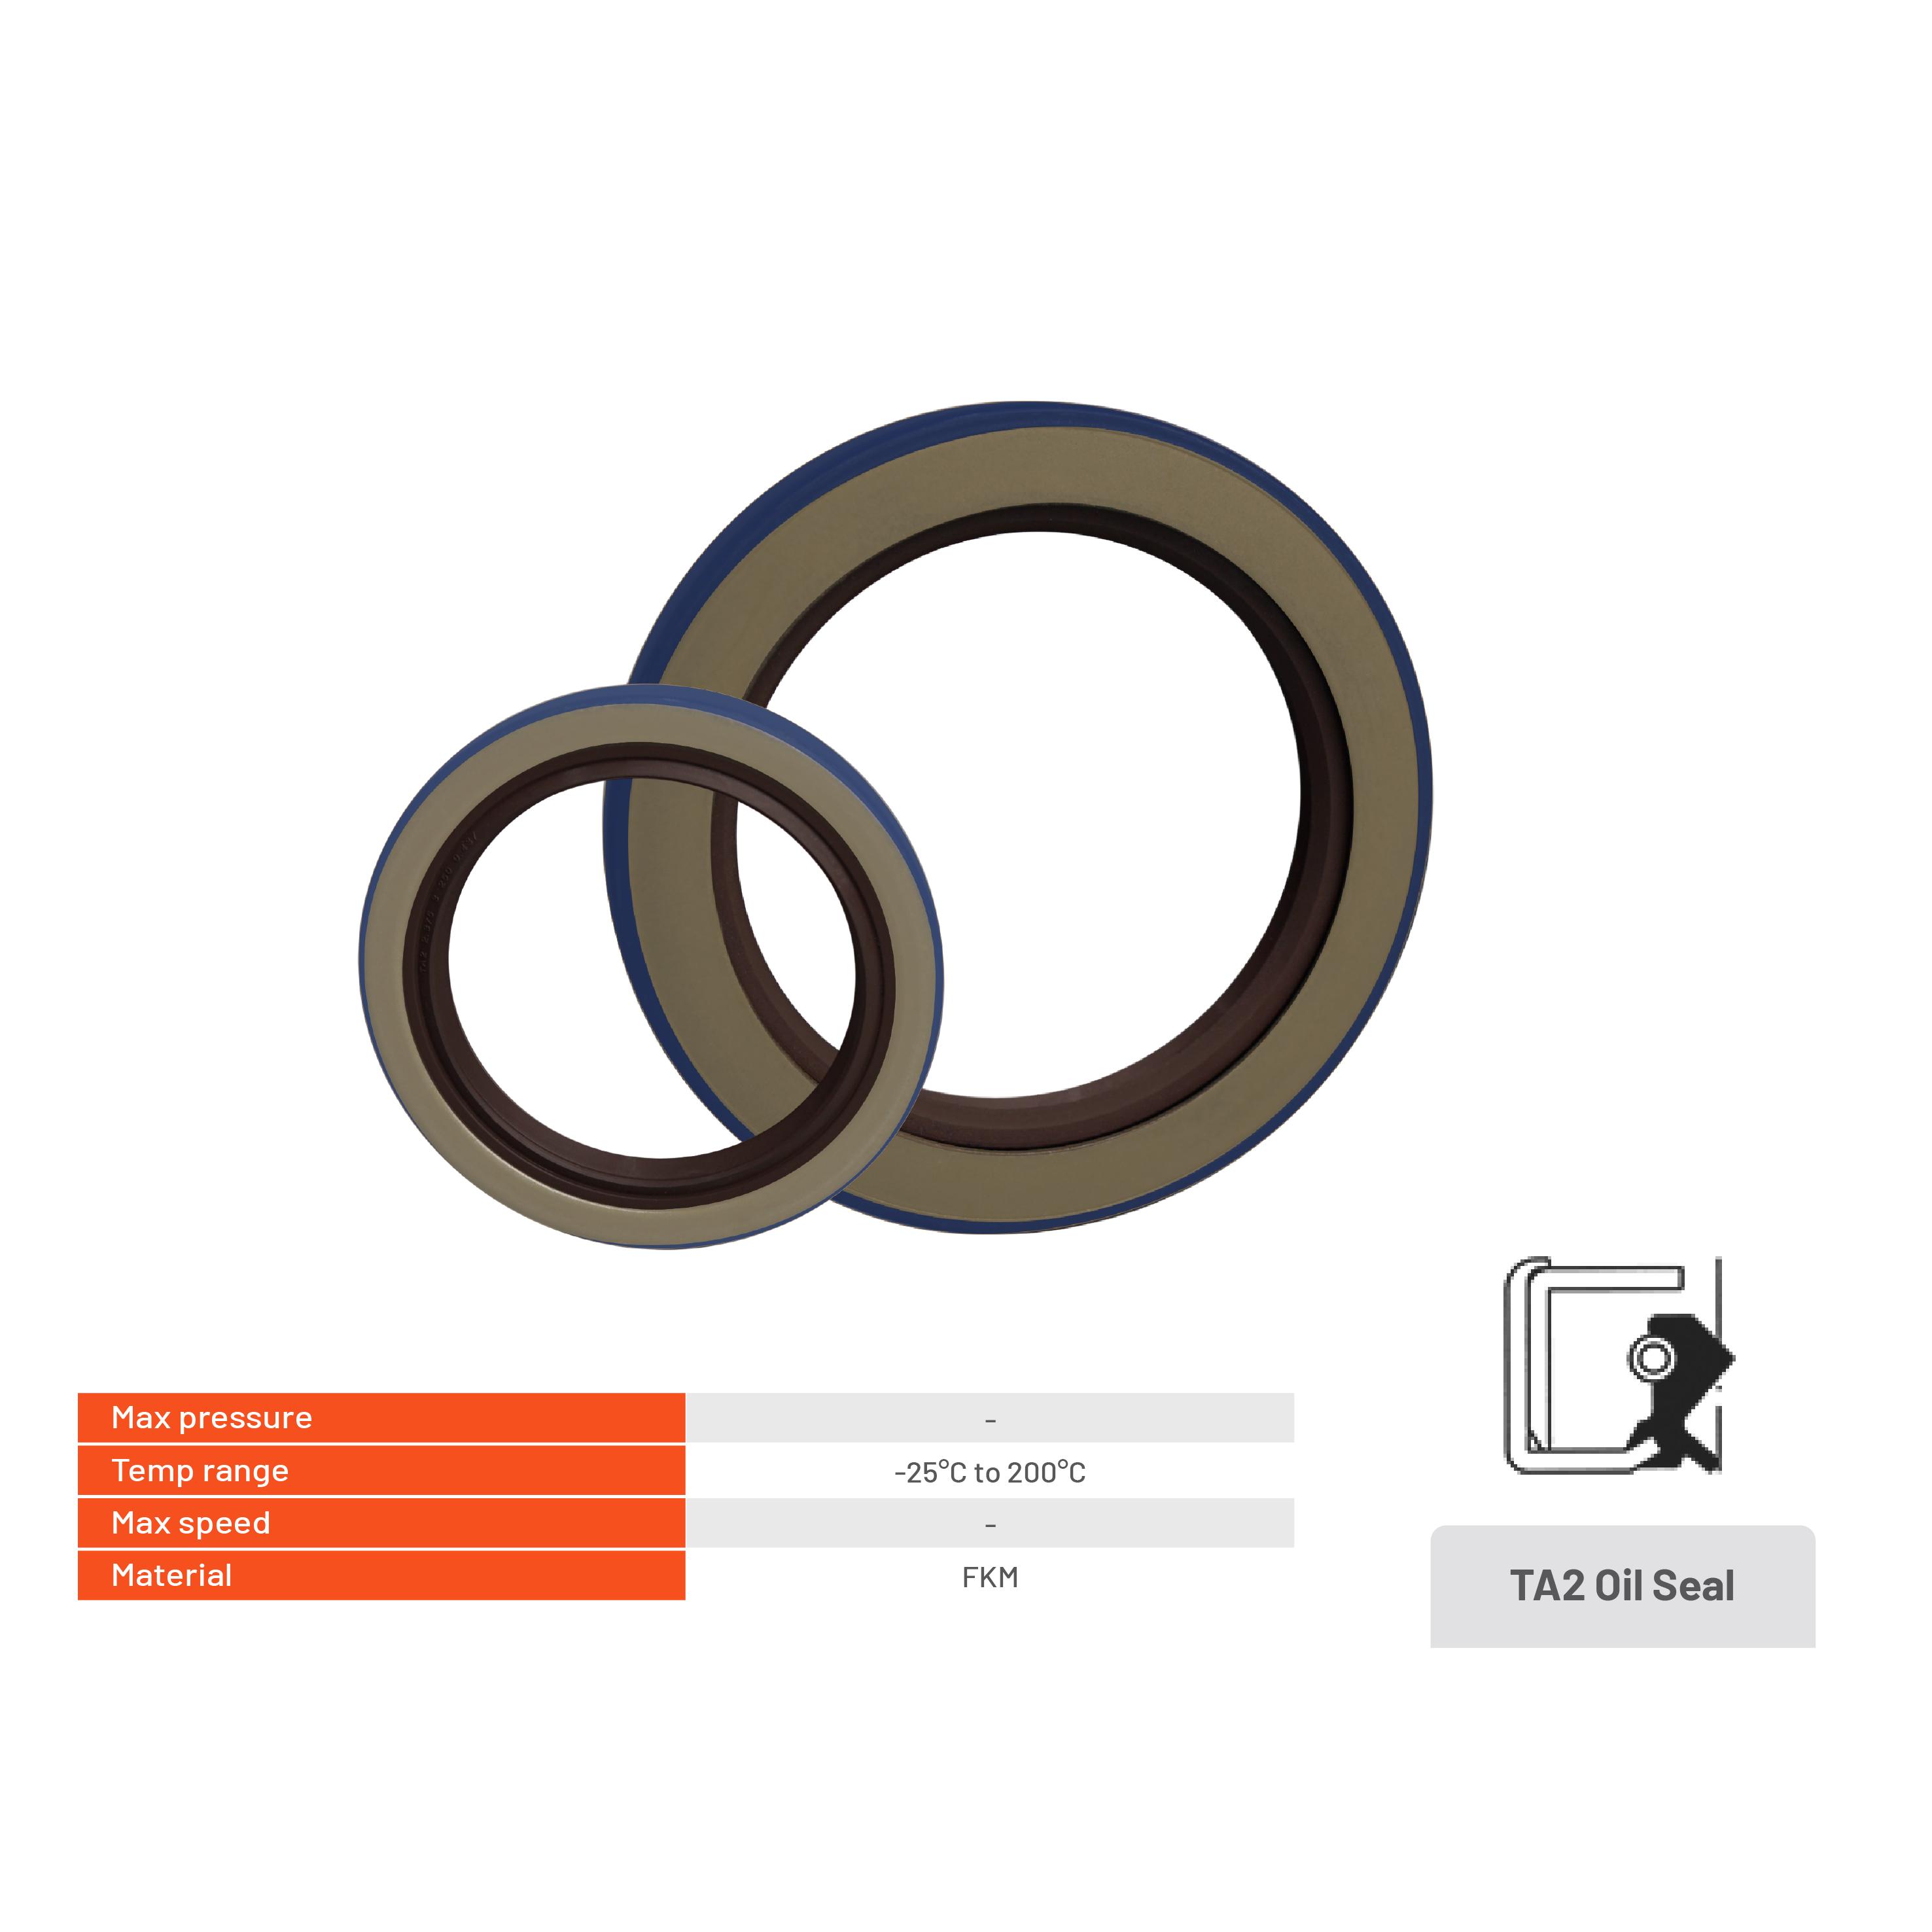 Max pressure -
Temp range -25°C to 200°C
Max speed -
Material FKM
TA2 Oil Seal